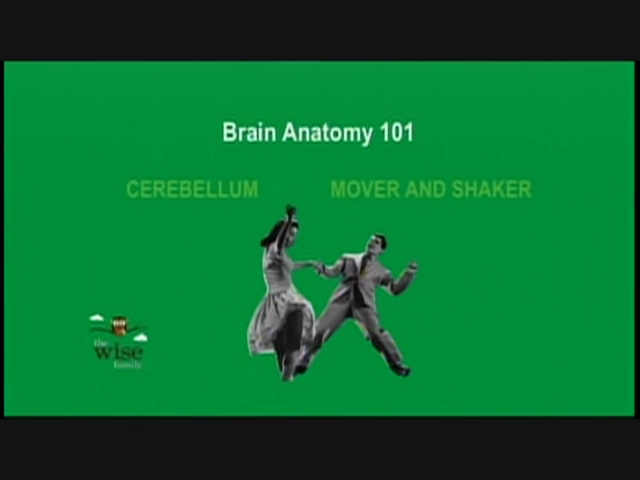 Brain Anatomy 101
CEREBELLUM MOVER AND SHAKER
the
wise
family